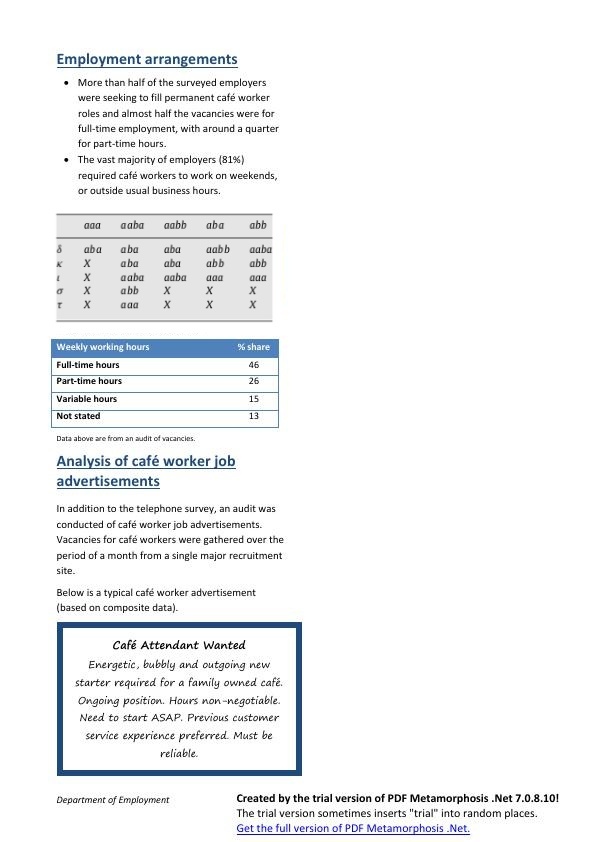 Employment arrangements
• More than half of the surveyed employers
were seeking to fill permanent café worker
roles and almost half the vacancies were for
full-time employment, with around a quarter
for part-time hours.
• The vast majority of employers (81%)
required café workers to work on weekends,
or outside usual business hours.
aaa aaba aabb aba abb
δ aba aba aba aabb aaba
κ X aba aba abb abb
ι X aaba aaba aaa aaa
σ X abb X X X
τ X aaa X X X
Weekly working hours % share
Full-time hours 46
Part-time hours 26
Variable hours 15
Not stated 13
Data above are from an audit of vacancies.
Analysis of café worker job
advertisements
In addition to the telephone survey, an audit was
conducted of café worker job advertisements.
Vacancies for café workers were gathered over the
period of a month from a single major recruitment
site.
Below is a typical café worker advertisement
(based on composite data).
Café Attendant Wanted
Energetic, bubbly and outgoing new
starter required for a family owned café.
Ongoing position. Hours non-negotiable.
Need to start ASAP. Previous customer
service experience preferred. Must be
reliable.
Department of Employment
Created by the trial version of PDF Metamorphosis .Net 7.0.8.10!
The trial version sometimes inserts "trial" into random places.
Get the full version of PDF Metamorphosis .Net.